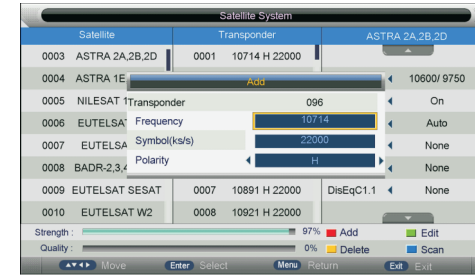 Satellite System
Satellite Transponder ASTRA 2A,2B,2D
0003 ASTRA 2A,2B,2D 0001 10714 H 22000
0004 ASTRA 1E 10600/ 9750
Add
0005 NILESAT 1 On
Transponder 096
0006 EUTELSA Auto
Frequency 10714
0007 EUTELSA None
Symbol(ks/s) 22000
0008 BADR-2,3,4 None
Polarity H
0009 EUTELSAT SESAT 0007 10891 H 22000 DisEqC1.1 None
0010 EUTELSAT W2 0008 10921 H 22000
Strength : 97% Add Edit
Quality : 0% Delete Scan
Move Enter Select Menu Return Exit Exit